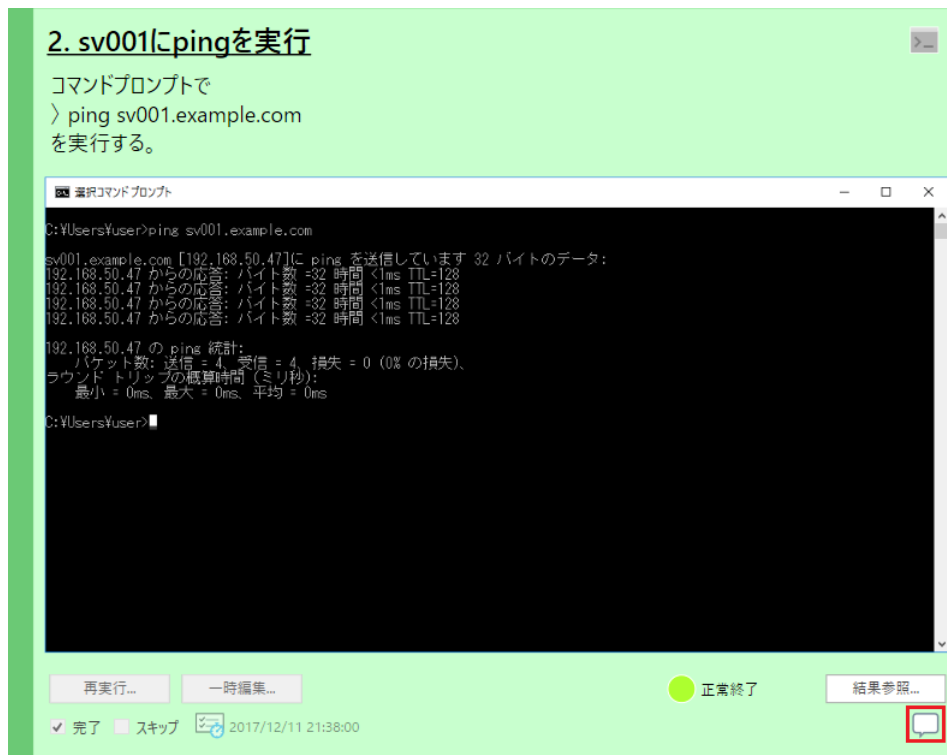 2. sv001にpingを実行
コマンドプロンプトで
〉ping sv001.example.com
を実行する。
選択コマンド プロンプト
C:¥Users¥user>ping sv001.example.com
sv001.example.com [192.168.50.47]に ping を送信しています 32 バイトのデータ:
192.168.50.47 からの応答: バイト数 =32 時間 <1ms TTL=128
192.168.50.47 からの応答: バイト数 =32 時間 <1ms TTL=128
192.168.50.47 からの応答: バイト数 =32 時間 <1ms TTL=128
192.168.50.47 からの応答: バイト数 =32 時間 <1ms TTL=128
192.168.50.47 の ping 統計:
パケット数: 送信 = 4、受信 = 4、損失 = 0 (0% の損失)、
ラウンド トリップの概算時間 (ミリ秒):
最小 = 0ms、最大 = 0ms、平均 = 0ms
C:¥Users¥user>
再実行... 一時編集... 正常終了 結果参照...
完了 スキップ 2017/12/11 21:38:00